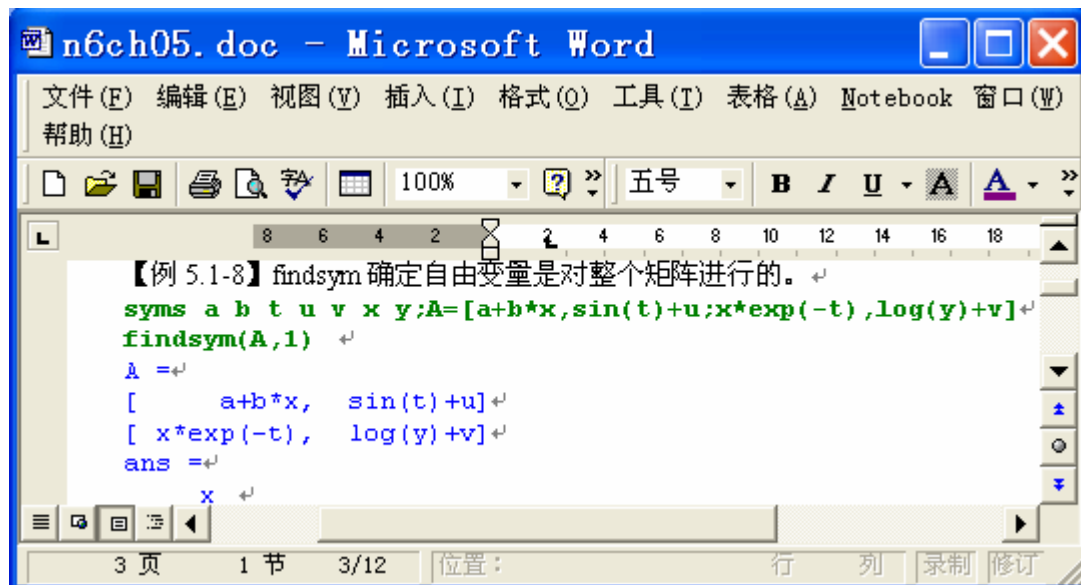 n6ch05.doc - Microsoft Word
文件(F) 编辑(E) 视图(V) 插入(I) 格式(O) 工具(T) 表格(A) Notebook 窗口(W)
帮助(H)
100% 五号 B I U A A
8 6 4 2 2 4 6 8 10 12 14 16 18
【例 5.1-8】findsym 确定自由变量是对整个矩阵进行的。
syms a b t u v x y;A=[a+b*x,sin(t)+u;x*exp(-t),log(y)+v]
findsym(A,1)
A =
[ a+b*x, sin(t)+u]
[ x*exp(-t), log(y)+v]
ans =
x
3 页 1 节 3/12 位置: 行 列 录制 修订